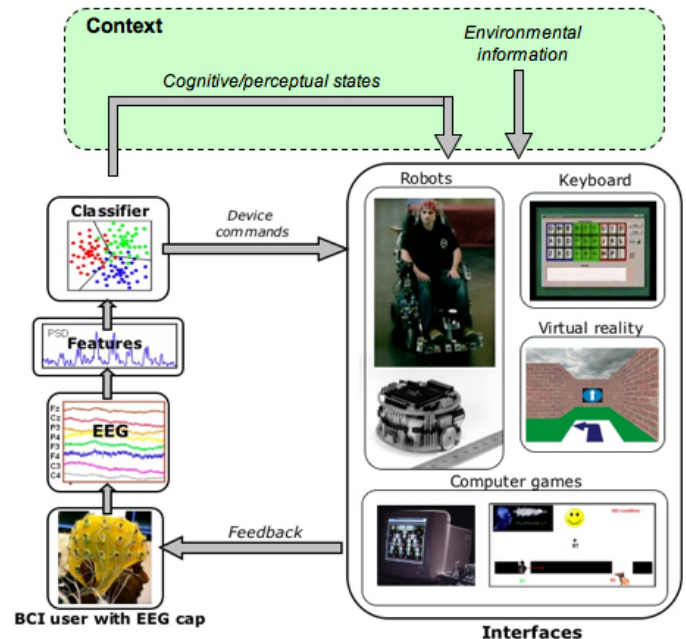 Context
Environmental
information
Cognitive/perceptual states
Robots
Keyboard
Classifier
Device
commands
Virtual reality
PSD
Features
Fz
Cz
P3
P4
F3
F4
C3
C4
EEG
Computer games
Feedback
BCI user with EEG cap
Interfaces